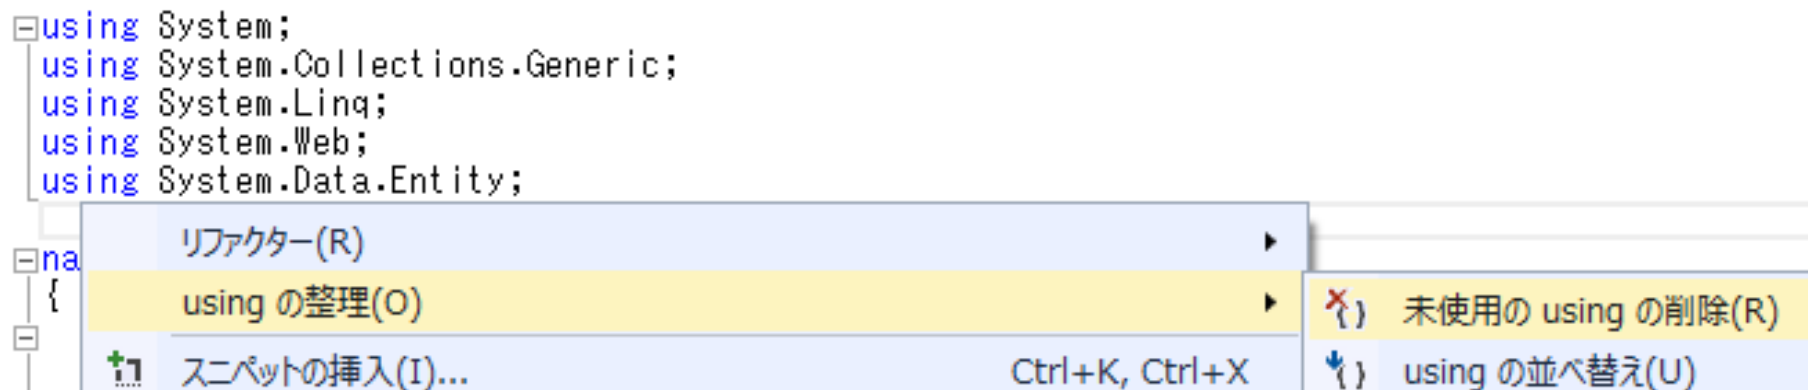 using System;
using System.Collections.Generic;
using System.Linq;
using System.Web;
using System.Data.Entity;
リファクター(R)
na
using の整理(O)
{
未使用の using の削除(R)
スニペットの挿入(I)... Ctrl+K, Ctrl+X
using の並べ替え(U)